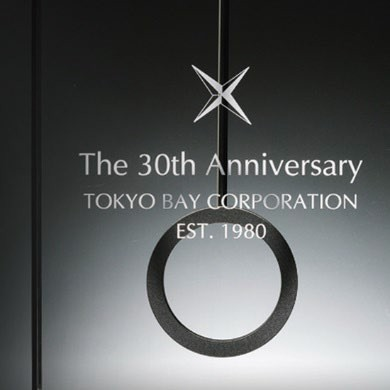 The 30th Anniversary
TOKYO BAY CORPORATION
EST. 1980